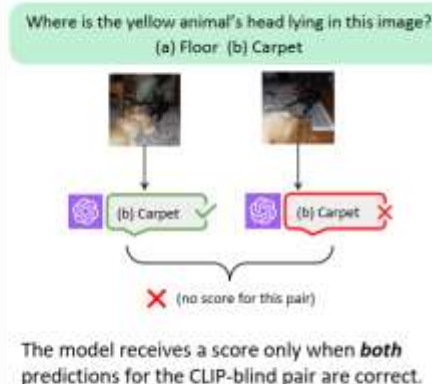 Where is the yellow animal's head lying in this image?
(a) Floor (b) Carpet
(b) Carpet
(b) Carpet
(no score for this pair)
The model receives a score only when both
predictions for the CLIP-blind pair are correct.